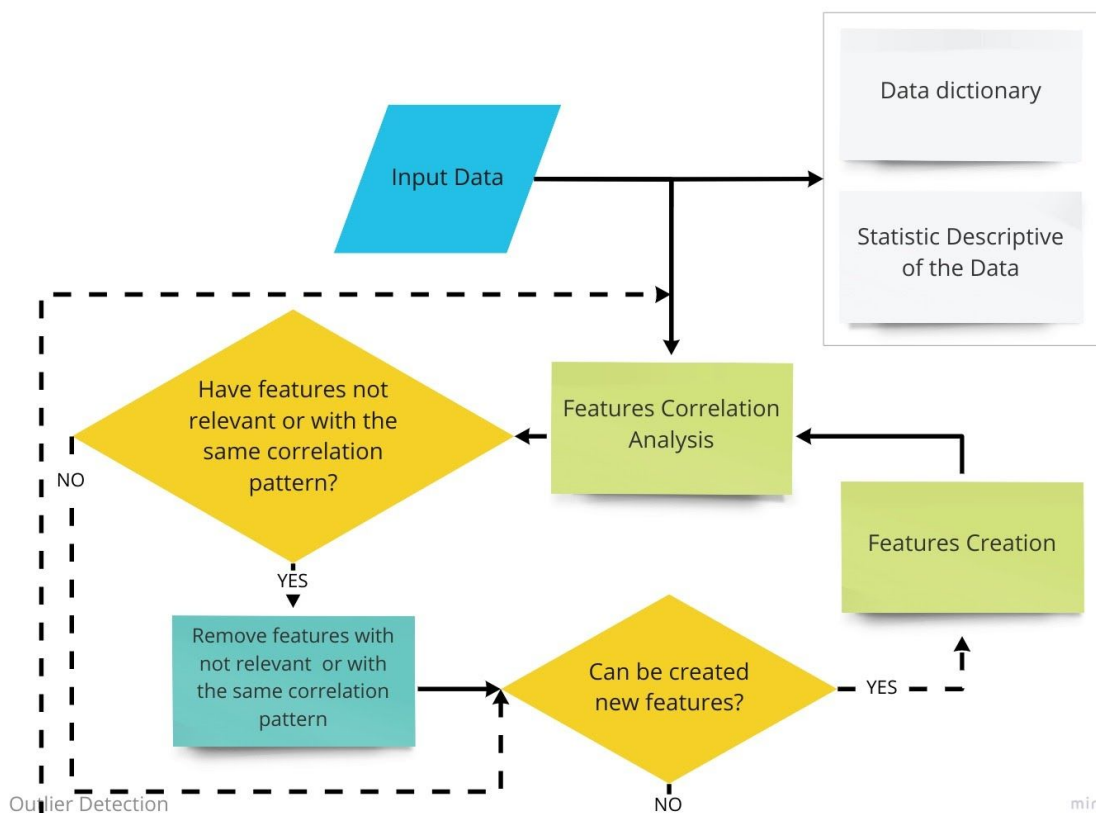 Data dictionary
Input Data
Statistic Descriptive
of the Data
Have features not
relevant or with the
same correlation
pattern?
Features Correlation
Analysis
NO
Features Creation
YES
Remove features with
not relevant or with
the same correlation
pattern
Can be created
new features?
YES
NO
Outlier Detection